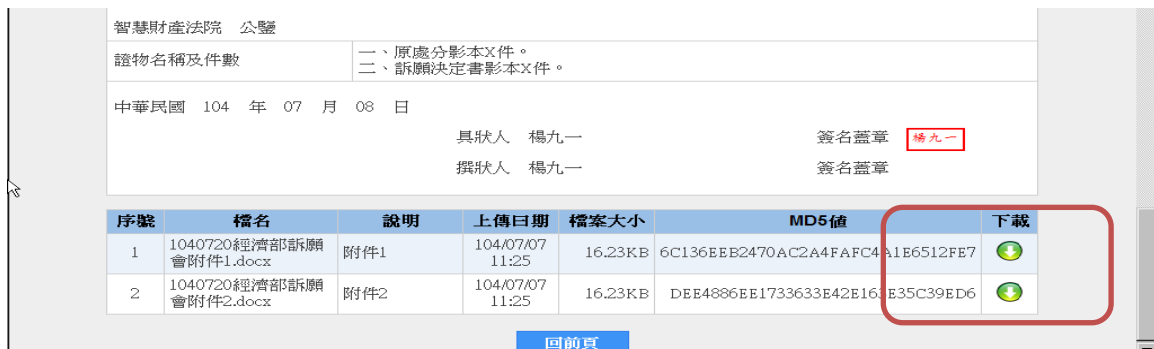 智慧財產法院 公鑒
證物名稱及件數
一、原處分影本X件。
二、訴願決定書影本X件。
中華民國 104 年 07 月 08 日
具狀人 楊九一 簽名蓋章 楊九一
撰狀人 楊九一 簽名蓋章
序號 檔名 說明 上傳日期 檔案大小 MD5值 下載
1 1040720經濟部訴願會附件1.docx 附件1 104/07/07 11:25 16.23KB 6C136EEB2470AC2A4FAFC4A1E6512FE7
2 1040720經濟部訴願會附件2.docx 附件2 104/07/07 11:25 16.23KB
回前頁